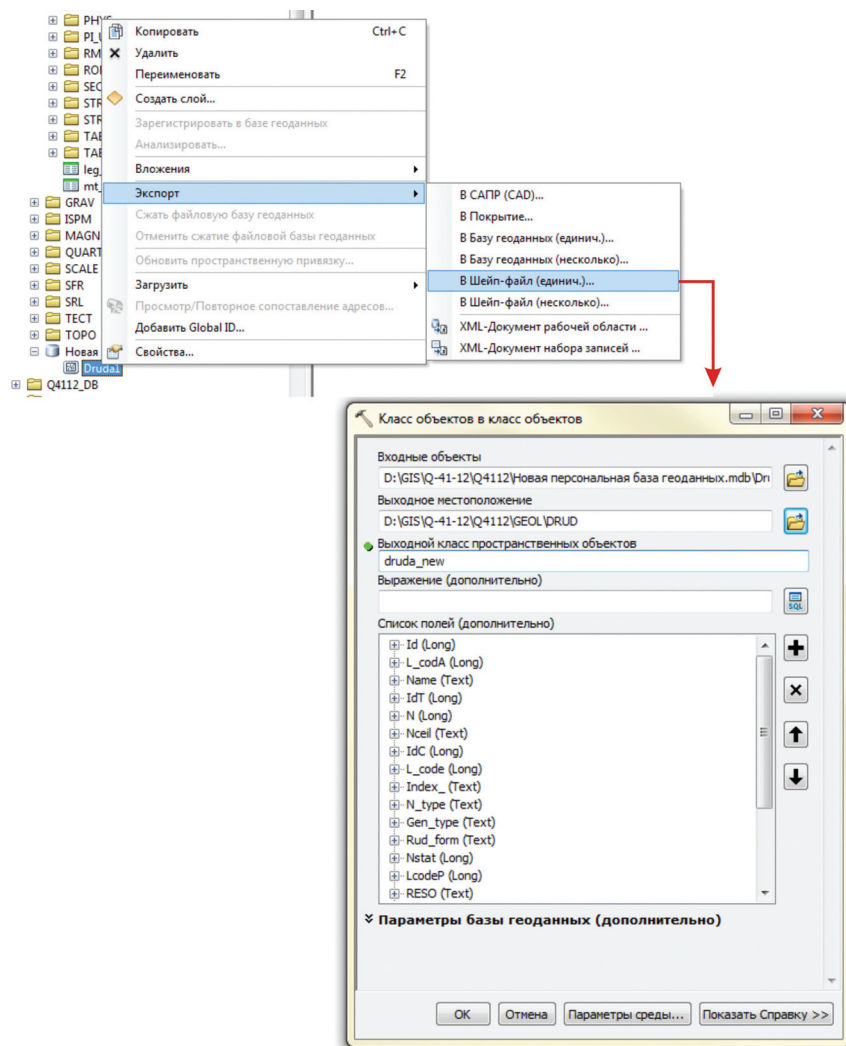 PHYS
PI_U
RM
ROI
SEC
STR
STR
TAE
TAE
leg_
mt_
GRAV
ISPM
MAGN
QUART
SCALE
SFR
SRL
TECT
TOPO
Новая
Druda1
Q4112_DB
Копировать Ctrl+C
Удалить
Переименовать F2
Создать слой...
Зарегистрировать в базе геоданных
Анализировать...
Вложения
Экспорт
Сжать файловую базу геоданных
Отменить сжатие файловой базы геоданных
Обновить пространственную привязку...
Загрузить
Просмотр/Повторное сопоставление адресов...
Добавить Global ID...
Свойства...
В САПР (CAD)...
В Покрытие...
В Базу геоданных (единич.)...
В Базу геоданных (несколько)...
В Шейп-файл (единич.)...
В Шейп-файл (несколько)...
XML-Документ рабочей области ...
XML-Документ набора записей ...
Класс объектов в класс объектов
Входные объекты
D:\GIS\Q-41-12\Q4112\Новая персональная база геоданных.mdb\Dru
Выходное местоположение
D:\GIS\Q-41-12\Q4112\GEOL\DRUD
Выходной класс пространственных объектов
druda_new
Выражение (дополнительно)
SQL
Список полей (дополнительно)
Id (Long)
L_codA (Long)
Name (Text)
IdT (Long)
N (Long)
Nceil (Text)
IdC (Long)
L_code (Long)
Index_ (Text)
N_type (Text)
Gen_type (Text)
Rud_form (Text)
Nstat (Long)
LcodeP (Long)
RESO (Text)
Параметры базы геоданных (дополнительно)
OK Отмена Параметры среды... Показать Справку >>